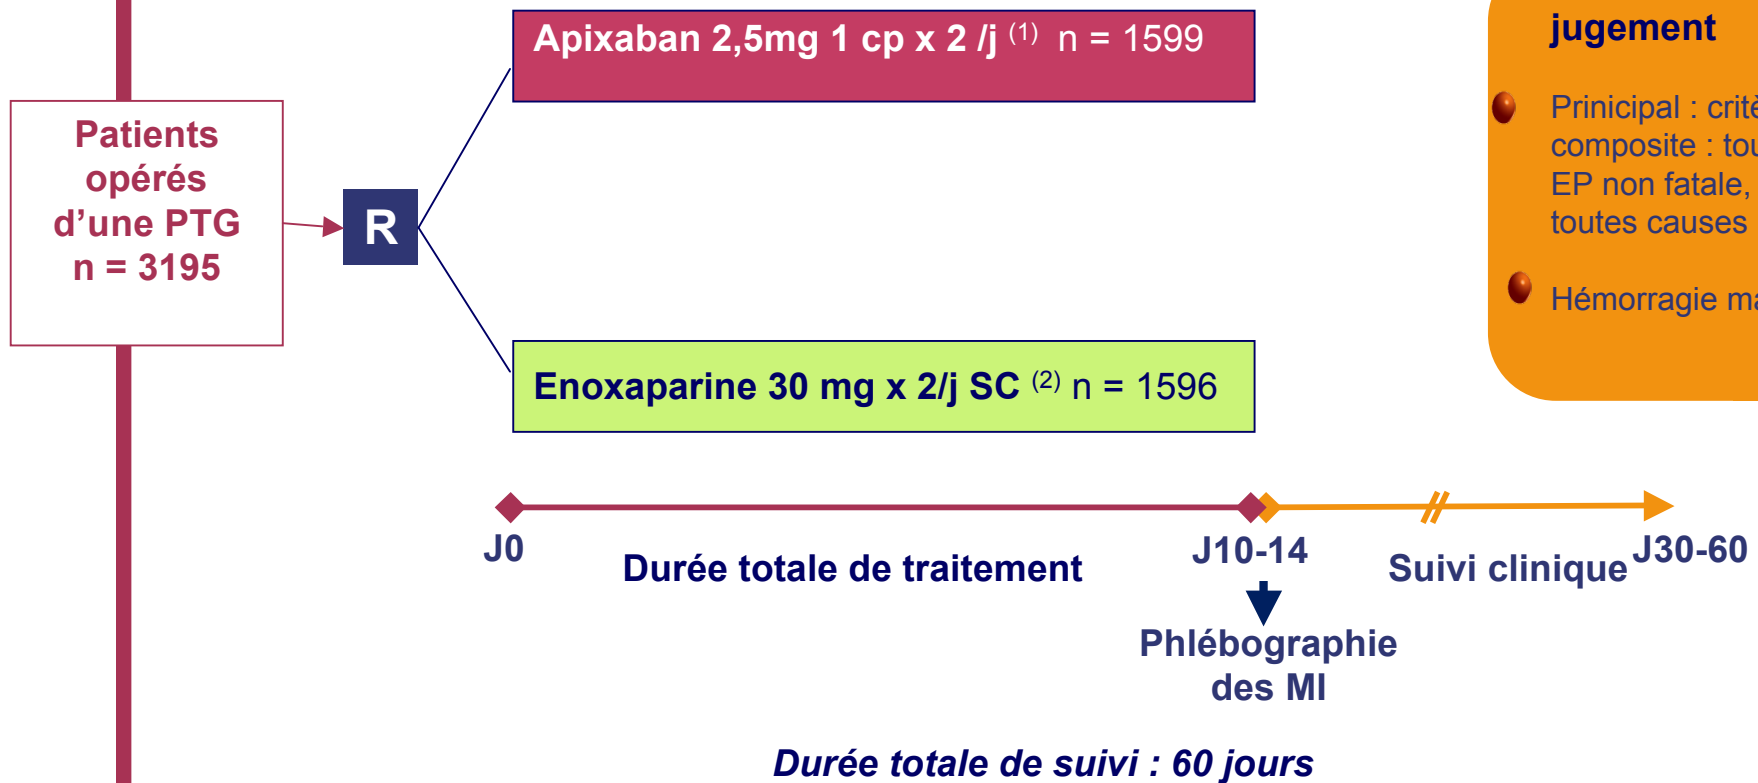 Apixaban 2,5mg 1 cp x 2 /j (1) n = 1599
Patients
opérés
d’une PTG
n = 3195
R
Enoxaparine 30 mg x 2/j SC (2) n = 1596
jugement
Prinicipal : critè
composite : tou
EP non fatale,
toutes causes
Hémorragie ma
J0
Durée totale de traitement
J10-14
Suivi clinique
J30-60
Phlébographie
des MI
Durée totale de suivi : 60 jours